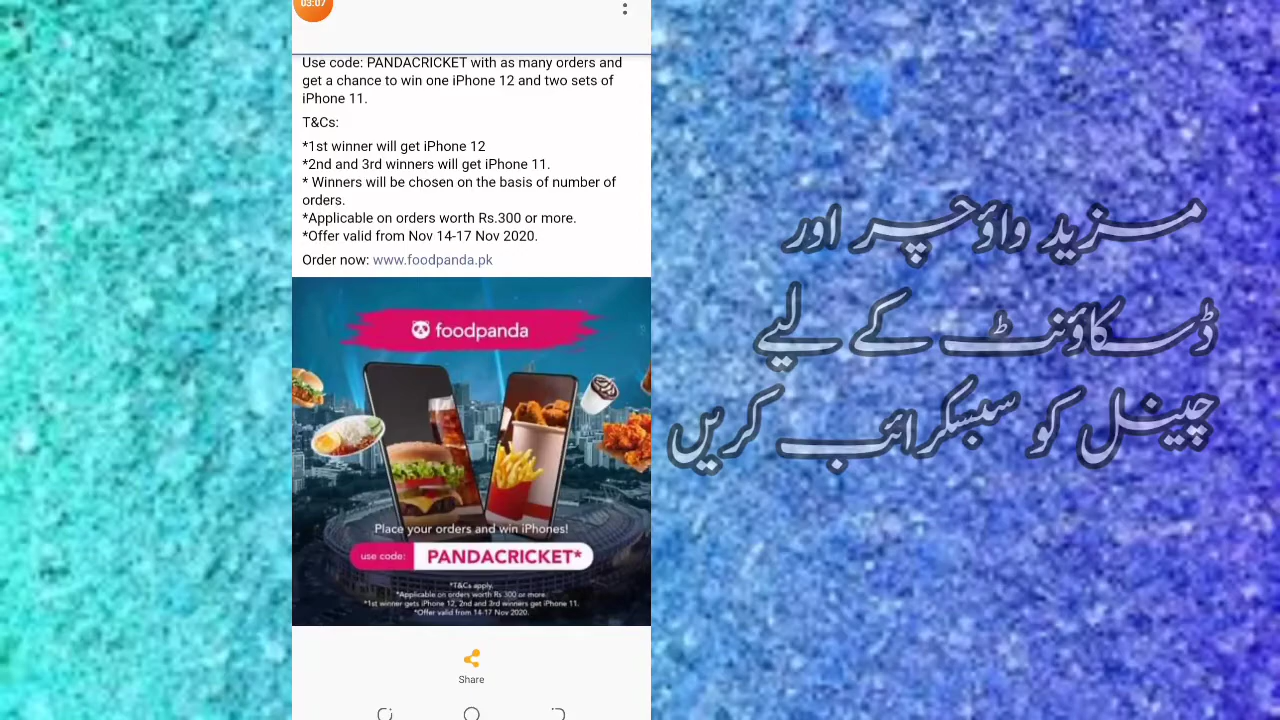 03:07
Use code: PANDACRICKET with as many orders and
get a chance to win one iPhone 12 and two sets of
iPhone 11.
T&Cs:
*1st winner will get iPhone 12
*2nd and 3rd winners will get iPhone 11.
* Winners will be chosen on the basis of number of
orders.
*Applicable on orders worth Rs.300 or more.
*Offer valid from Nov 14-17 Nov 2020.
Order now: www.foodpanda.pk
foodpanda
Place your orders and win iPhones!
use code: PANDACRICKET*
*T&Cs apply.
*Applicable on orders worth Rs 300 or more.
*1st winner gets iPhone 12, 2nd and 3rd winners get iPhone 11.
*Offer valid from 14-17 Nov 2020.
Share
مزید واؤچر اور
ڈسکاؤنٹ کے لیے
چینل کو سبسکرائب کریں